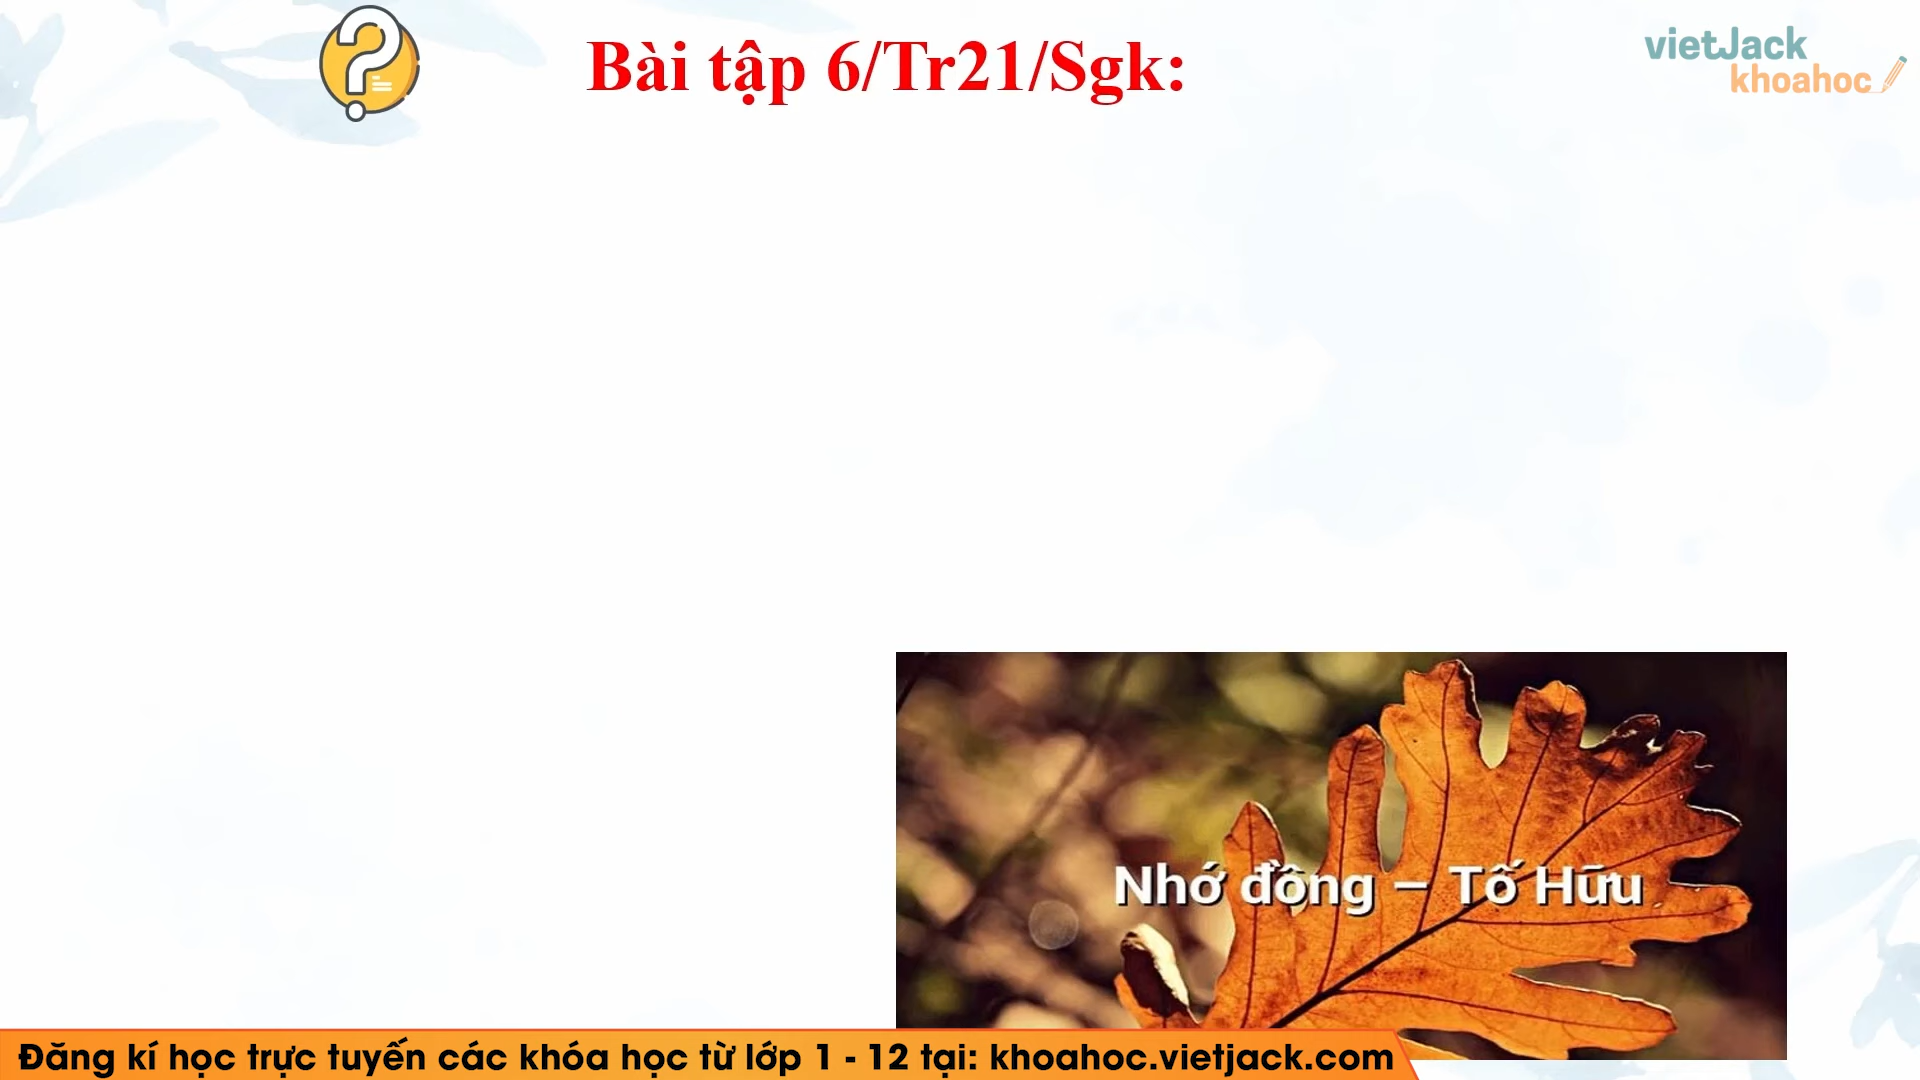 Bài tập 6/Tr21/Sgk:
vietJack
khoahoc
Nhớ đồng – Tố Hữu
Đăng kí học trực tuyến các khóa học từ lớp 1 - 12 tại: khoahoc.vietjack.com